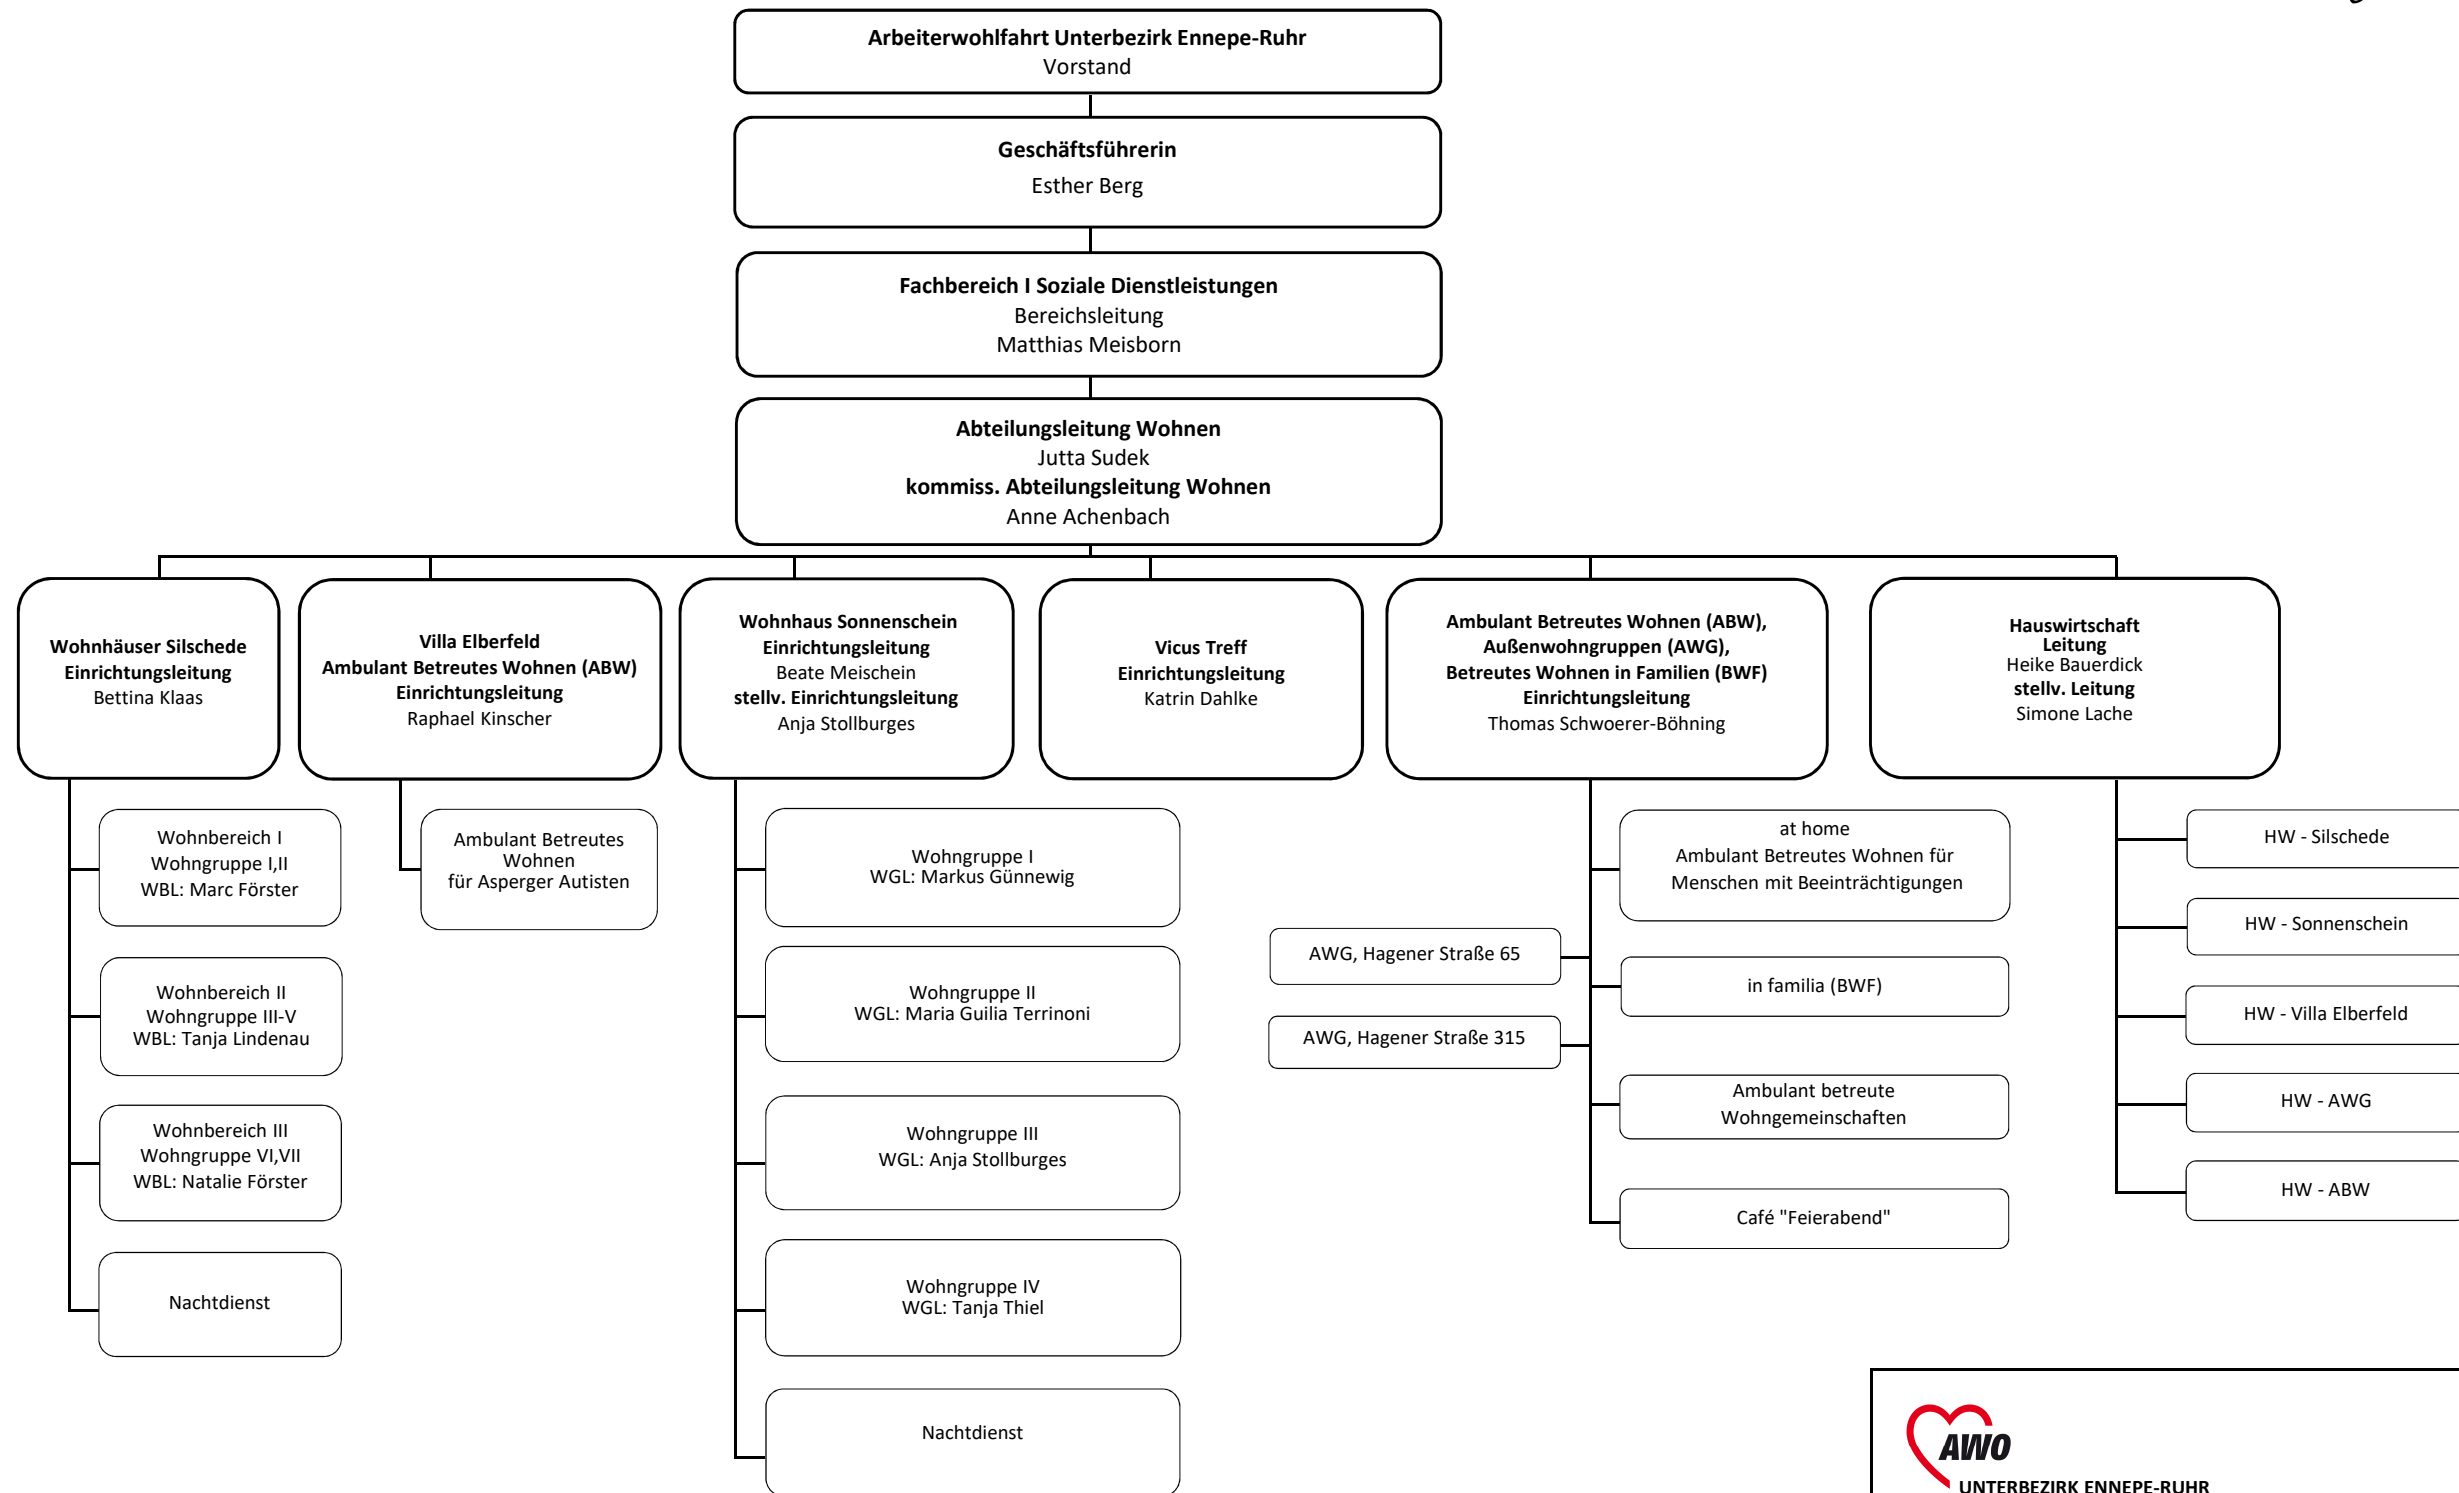 Arbeiterwohlfahrt Unterbezirk Ennepe-Ruhr
Vorstand
Geschäftsführerin
Esther Berg
Fachbereich I Soziale Dienstleistungen
Bereichsleitung
Matthias Meisborn
Abteilungsleitung Wohnen
Jutta Sudek
kommiss. Abteilungsleitung Wohnen
Anne Achenbach
Wohnhäuser Silschede
Einrichtungsleitung
Bettina Klaas
Villa Elberfeld
Ambulant Betreutes Wohnen (ABW)
Einrichtungsleitung
Raphael Kinscher
Wohnhaus Sonnenschein
Einrichtungsleitung
Beate Meischein
stellv. Einrichtungsleitung
Anja Stollburges
Vicus Treff
Einrichtungsleitung
Katrin Dahlke
Ambulant Betreutes Wohnen (ABW),
Außenwohngruppen (AWG),
Betreutes Wohnen in Familien (BWF)
Einrichtungsleitung
Thomas Schwoerer-Böhning
Hauswirtschaft
Leitung
Heike Bauerdick
stellv. Leitung
Simone Lache
Wohnbereich I
Wohngruppe I,II
WBL: Marc Förster
Wohnbereich II
Wohngruppe III-V
WBL: Tanja Lindenau
Wohnbereich III
Wohngruppe VI,VII
WBL: Natalie Förster
Nachtdienst
Ambulant Betreutes
Wohnen
für Asperger Autisten
Wohngruppe I
WGL: Markus Günnewig
Wohngruppe II
WGL: Maria Guilia Terrinoni
Wohngruppe III
WGL: Anja Stollburges
Wohngruppe IV
WGL: Tanja Thiel
Nachtdienst
AWG, Hagener Straße 65
AWG, Hagener Straße 315
at home
Ambulant Betreutes Wohnen für
Menschen mit Beeinträchtigungen
in familia (BWF)
Ambulant betreute
Wohngemeinschaften
Café "Feierabend"
HW - Silschede
HW - Sonnenschein
HW - Villa Elberfeld
HW - AWG
HW - ABW
AWO
UNTERBEZIRK ENNEPE-RUHR